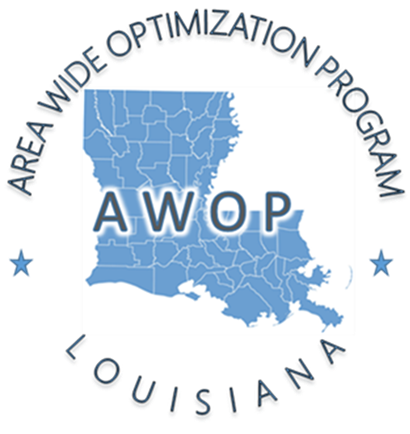 AREA WIDE OPTIMIZATION PROGRAM
AWOP
LOUISIANA